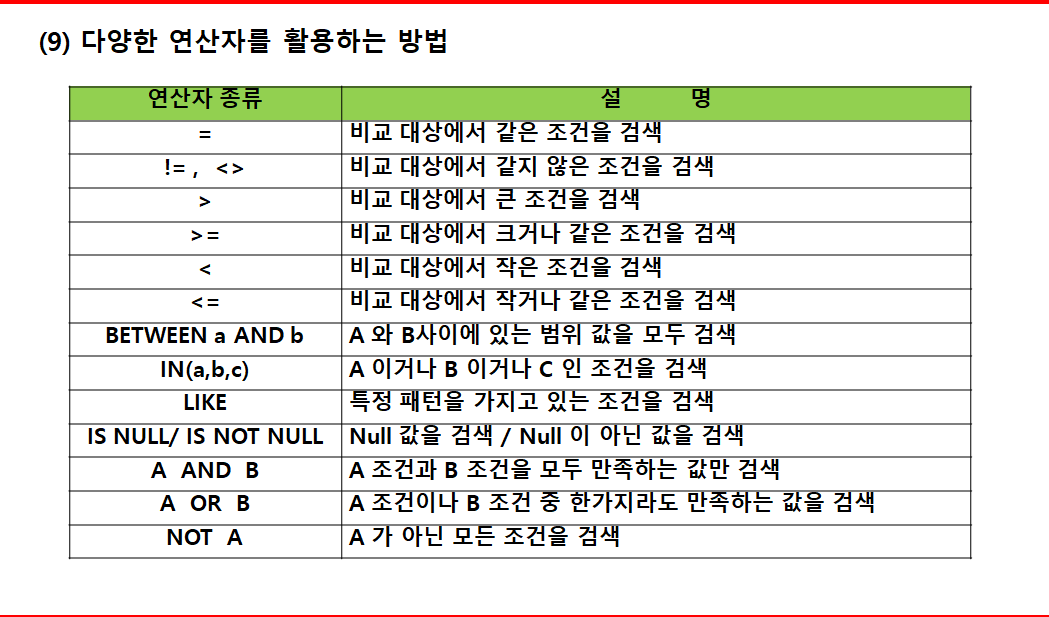 (9) 다양한 연산자를 활용하는 방법
연산자 종류 설 명
= 비교 대상에서 같은 조건을 검색
!= , <> 비교 대상에서 같지 않은 조건을 검색
> 비교 대상에서 큰 조건을 검색
>= 비교 대상에서 크거나 같은 조건을 검색
< 비교 대상에서 작은 조건을 검색
<= 비교 대상에서 작거나 같은 조건을 검색
BETWEEN a AND b A 와 B사이에 있는 범위 값을 모두 검색
IN(a,b,c) A 이거나 B 이거나 C 인 조건을 검색
LIKE 특정 패턴을 가지고 있는 조건을 검색
IS NULL/ IS NOT NULL Null 값을 검색 / Null 이 아닌 값을 검색
A AND B A 조건과 B 조건을 모두 만족하는 값만 검색
A OR B A 조건이나 B 조건 중 한가지라도 만족하는 값을 검색
NOT A A 가 아닌 모든 조건을 검색